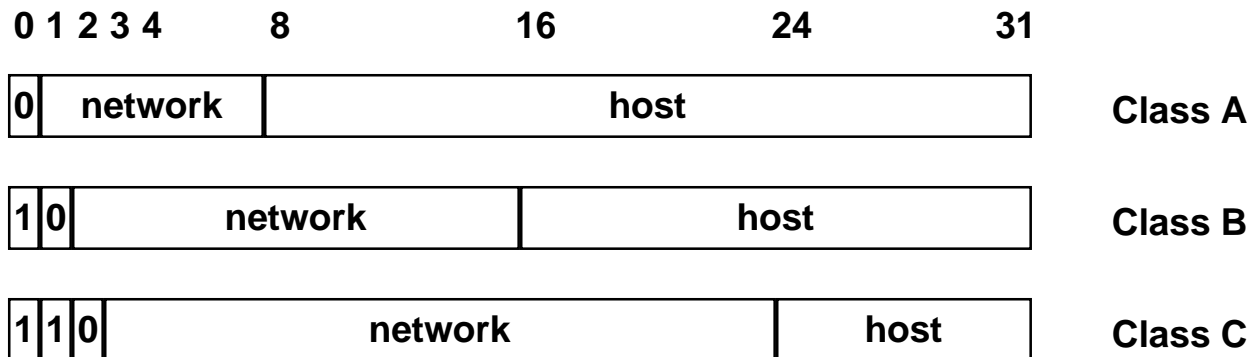 0 1 2 3 4 8 16 24 31
0 network host Class A
1 0 network host Class B
1 1 0 network host Class C